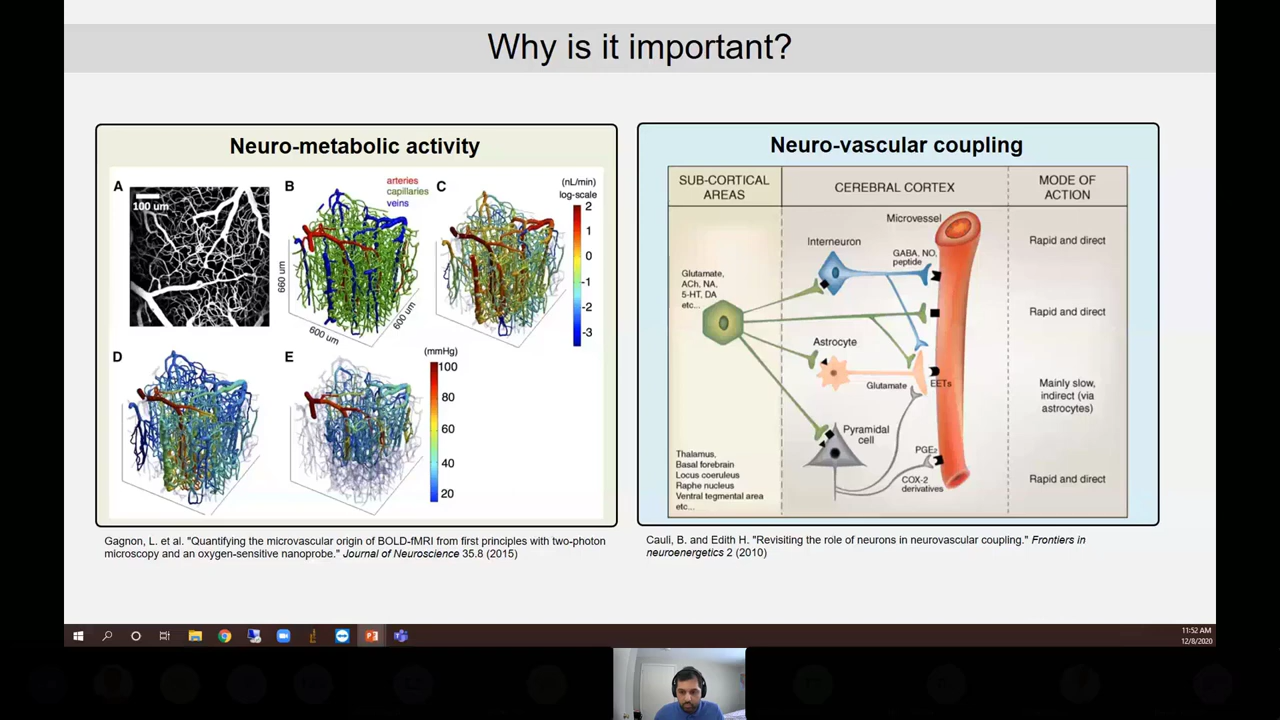 Why is it important?
Neuro-metabolic activity
A
100 um
B
arteries
capillaries
veins
660 um
600 um
600 um
C
(nL/min)
log-scale
2
1
0
-1
-2
-3
D
E
(mmHg)
100
80
60
40
20
Gagnon, L. et al. "Quantifying the microvascular origin of BOLD-fMRI from first principles with two-photon
microscopy and an oxygen-sensitive nanoprobe." Journal of Neuroscience 35.8 (2015)
Neuro-vascular coupling
SUB-CORTICAL
AREAS
CEREBRAL CORTEX
MODE OF
ACTION
Microvessel
Interneuron
GABA, NO,
peptide
Rapid and direct
Glutamate,
ACh, NA,
5-HT, DA
etc...
Rapid and direct
Astrocyte
Glutamate
EETs
Mainly slow,
indirect (via
astrocytes)
Pyramidal
cell
PGE2
COX-2
derivatives
Rapid and direct
Thalamus,
Basal forebrain
Locus coeruleus
Raphe nucleus
Ventral tegmental area
etc...
Cauli, B. and Edith H. "Revisiting the role of neurons in neurovascular coupling." Frontiers in
neuroenergetics 2 (2010)
11:52 AM
12/8/2020